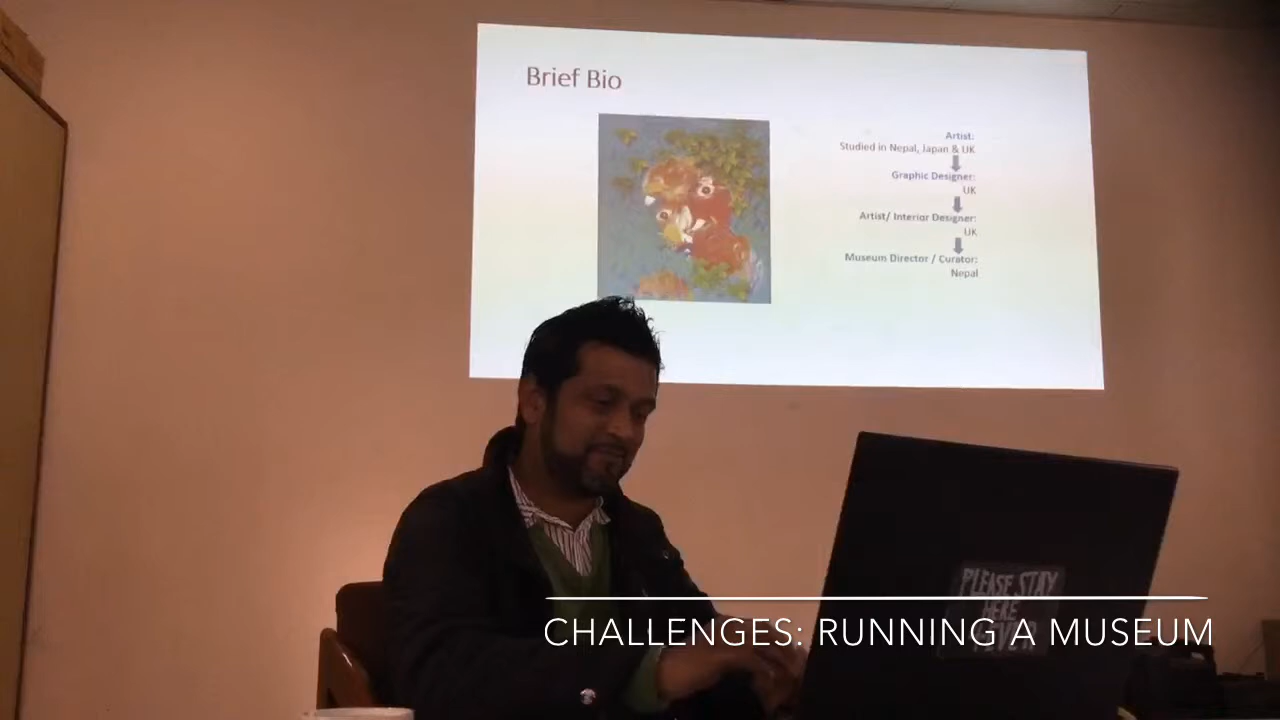 Brief Bio
Artist:
Studied in Nepal, Japan & UK
Graphic Designer:
UK
Artist/ Interior Designer:
UK
Museum Director / Curator:
Nepal
PLEASE STAY
HERE
CHALLENGES: RUNNING A MUSEUM